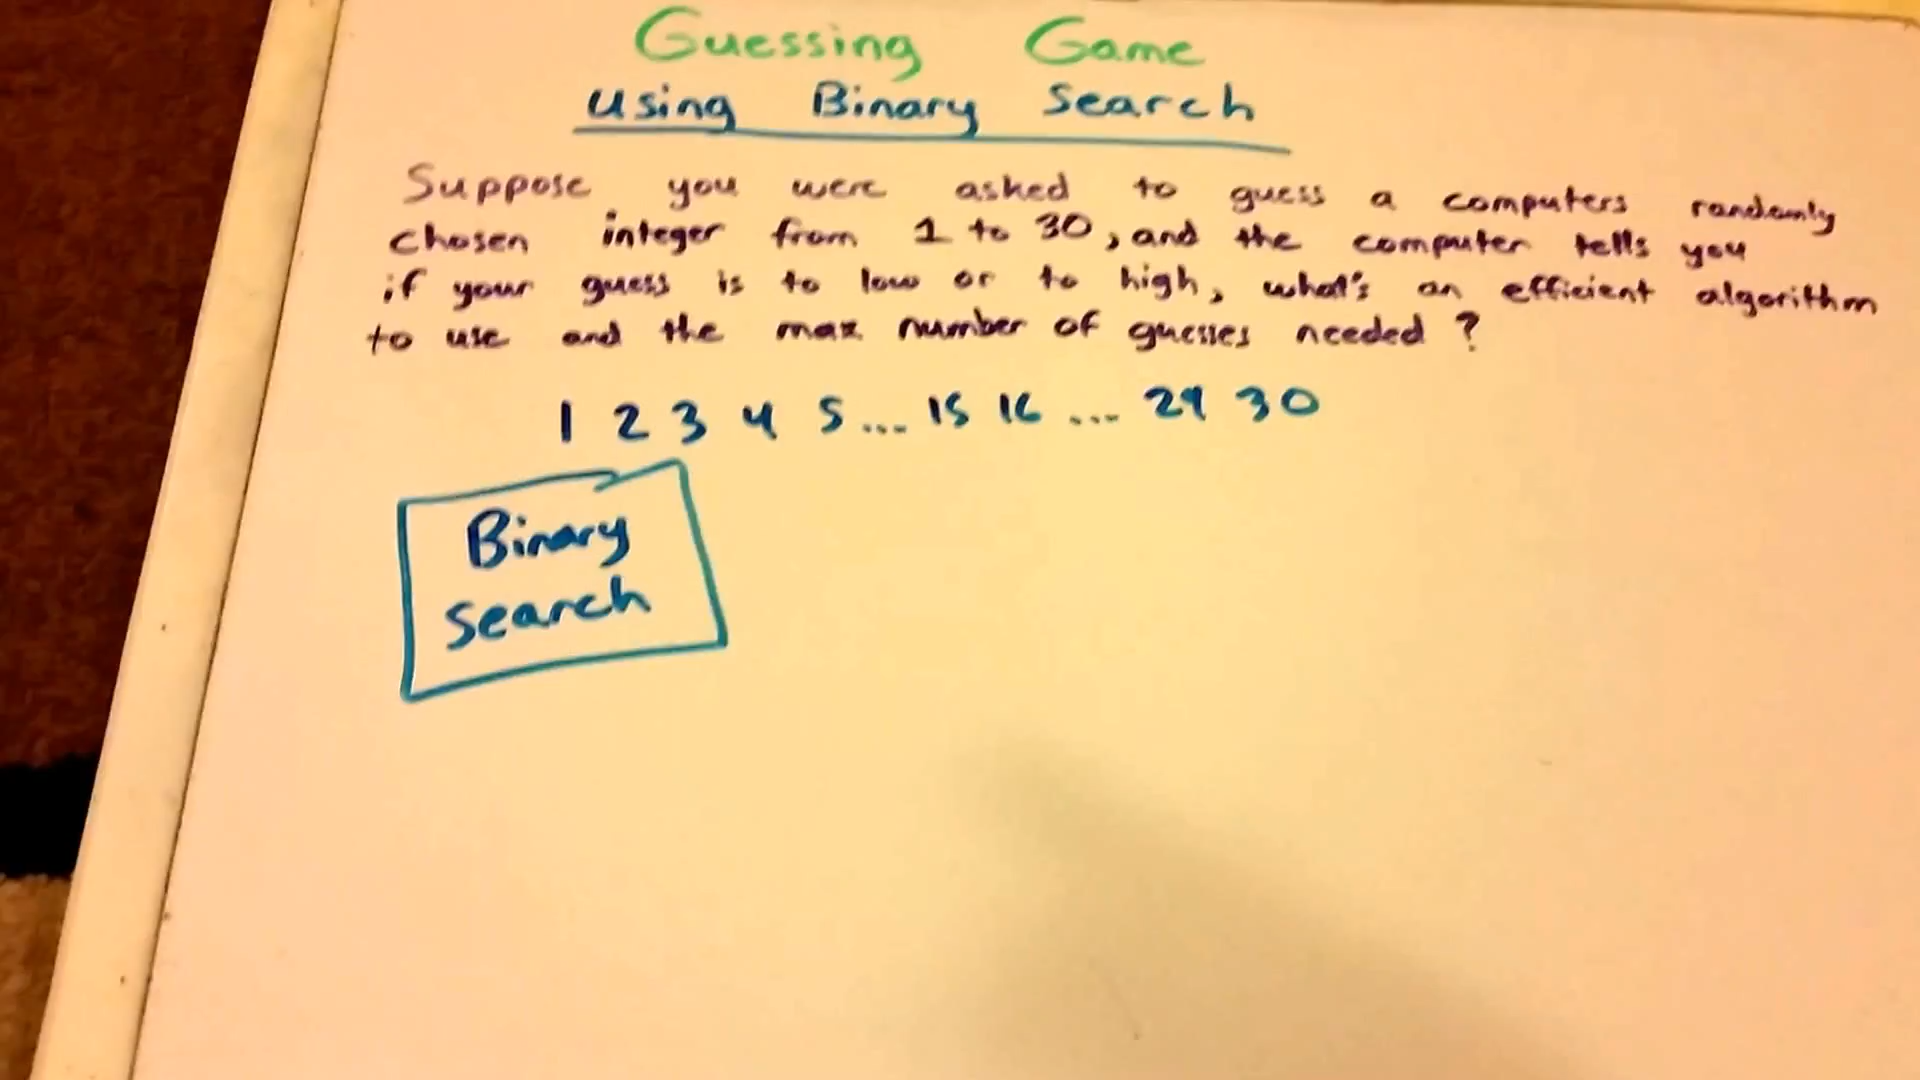 Guessing Game
using Binary search
Suppose you were asked to guess a computers randomly
chosen integer from 1 to 30, and the computer tells you
if your guess is to low or to high, what's an efficient algorithm
to use and the max number of guesses needed ?
1 2 3 4 5 ... 15 16 ... 29 30
Binary
search